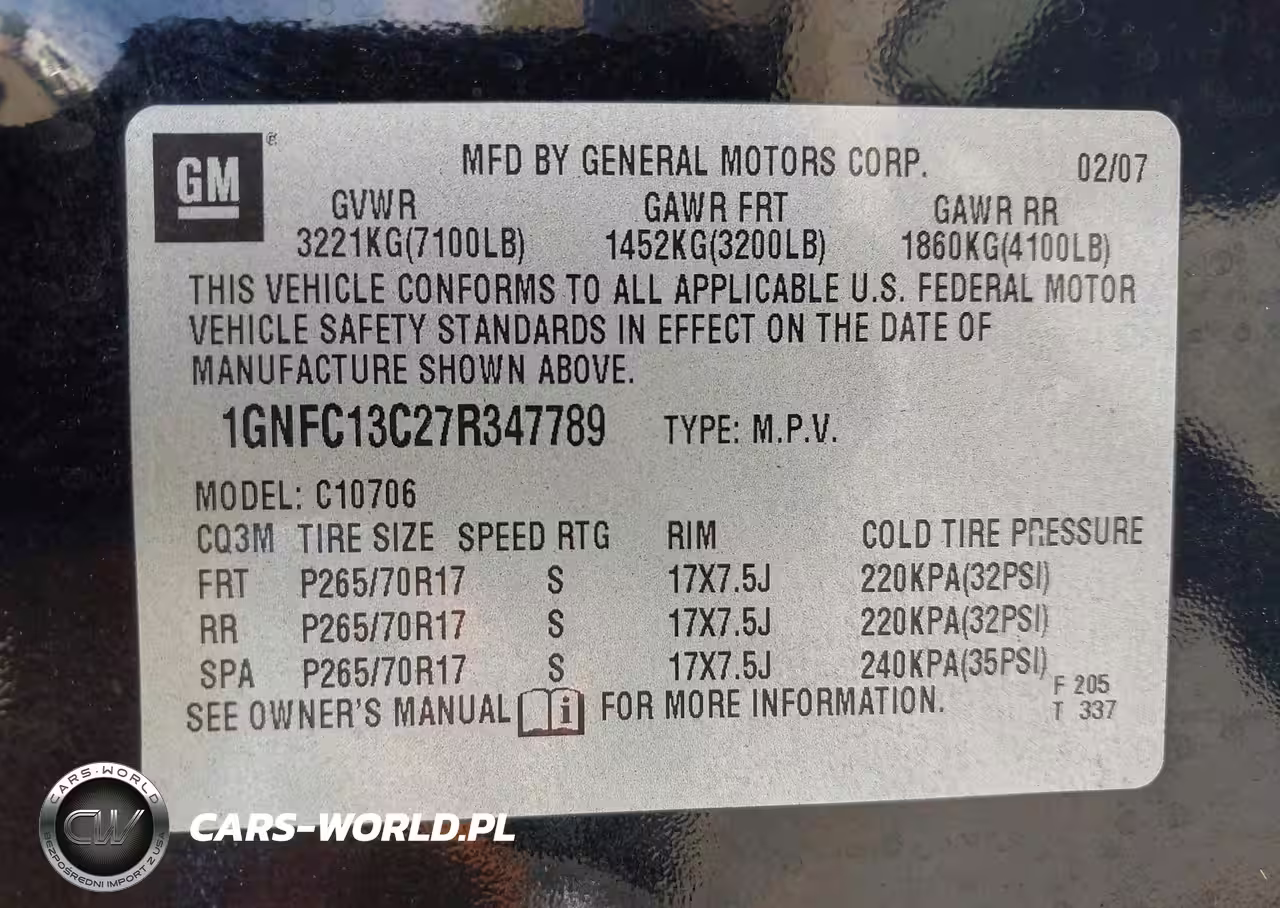 GM®
MFD BY GENERAL MOTORS CORP. 02/07
GVWR GAWR FRT GAWR RR
3221KG(7100LB) 1452KG(3200LB) 1860KG(4100LB)
THIS VEHICLE CONFORMS TO ALL APPLICABLE U.S. FEDERAL MOTOR
VEHICLE SAFETY STANDARDS IN EFFECT ON THE DATE OF
MANUFACTURE SHOWN ABOVE.
1GNFC13C27R347789 TYPE: M.P.V.
MODEL: C10706
CQ3M TIRE SIZE SPEED RTG RIM COLD TIRE PRESSURE
FRT P265/70R17 S 17X7.5J 220KPA(32PSI)
RR P265/70R17 S 17X7.5J 220KPA(32PSI)
SPA P265/70R17 S 17X7.5J 240KPA(35PSI)
SEE OWNER'S MANUAL i FOR MORE INFORMATION.
F 205
T 337
CARS-WORLD
CW
BEZPOŚREDNI IMPORT Z USA
CARS-WORLD.PL